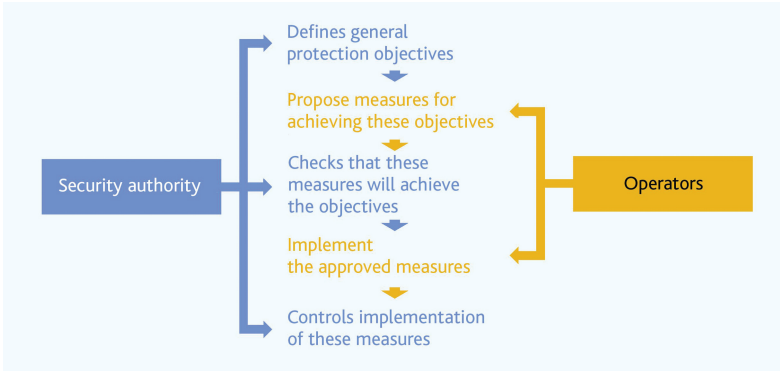 Defines general
protection objectives
Propose measures for
achieving these objectives
Security authority
Checks that these
measures will achieve
the objectives
Operators
Implement
the approved measures
Controls implementation
of these measures